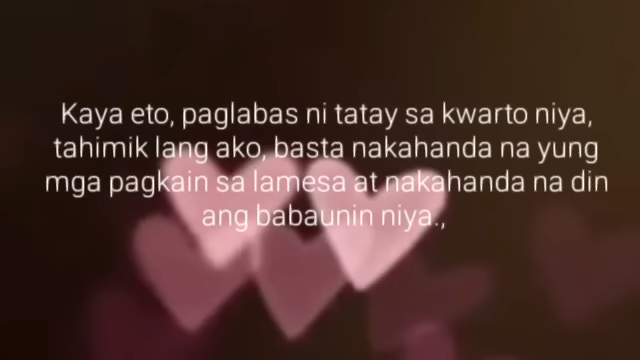 Kaya eto, paglabas ni tatay sa kwarto niya,
tahimik lang ako, basta nakahanda na yung
mga pagkain sa lamesa at nakahanda na din
ang babaunin niya.,